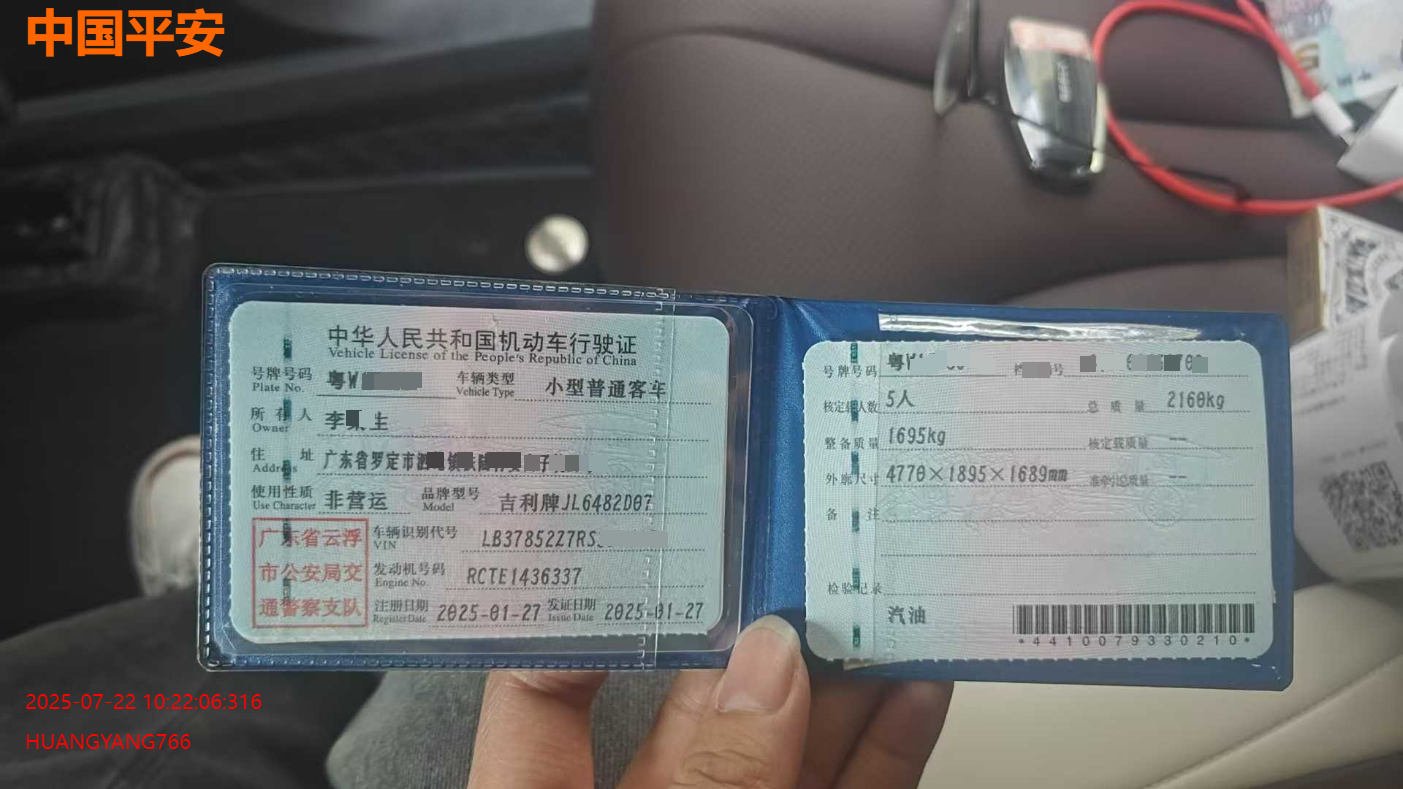 中国平安
中华人民共和国机动车行驶证
Vehicle License of the People's Republic of China
号牌号码 粤W 车辆类型 小型普通客车
Plate No. Vehicle Type
所有人 李 生
Owner
住址 广东省罗定市
Address
使用性质 非营运 品牌型号 吉利牌JL6482D07
Use Character Model
广东省云浮
市公安局交
通警察支队
车辆识别代号 LB37852Z7RS
VIN
发动机号码 RCTE1436337
Engine No.
注册日期 2025-01-27 发证日期 2025-01-27
Register Date Issue Date
号牌号码 粤 号
核定载人数 5人 总质量 2160kg
整备质量 1695kg 核定载质量 --
外廓尺寸 4770×1895×1689mm 准牵引总质量 --
备注
检验记录
汽油
*4410079330210*
2025-07-22 10:22:06:316
HUANGYANG766